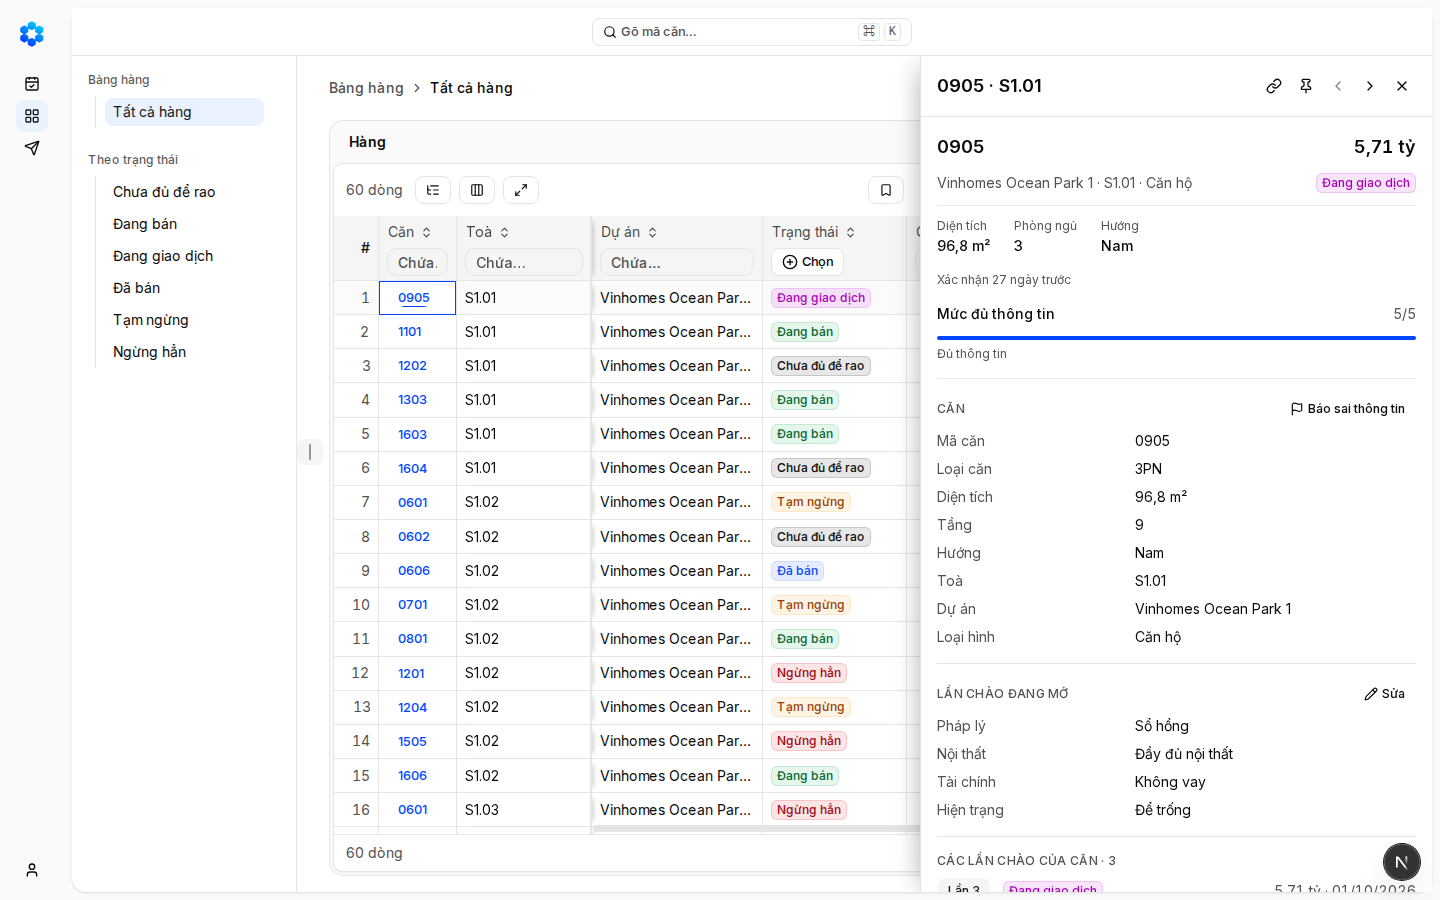 Gõ mã căn...
⌘ K
Bảng hàng
Tất cả hàng
Theo trạng thái
Chưa đủ để rao
Đang bán
Đang giao dịch
Đã bán
Tạm ngừng
Ngừng hẳn
Bảng hàng > Tất cả hàng
Hàng
60 dòng
# Căn Toà Dự án Trạng thái
Chứa. Chứa... Chứa... Chọn
1 0905 S1.01 Vinhomes Ocean Par... Đang giao dịch
2 1101 S1.01 Vinhomes Ocean Par... Đang bán
3 1202 S1.01 Vinhomes Ocean Par... Chưa đủ để rao
4 1303 S1.01 Vinhomes Ocean Par... Đang bán
5 1603 S1.01 Vinhomes Ocean Par... Đang bán
6 1604 S1.01 Vinhomes Ocean Par... Chưa đủ để rao
7 0601 S1.02 Vinhomes Ocean Par... Tạm ngừng
8 0602 S1.02 Vinhomes Ocean Par... Chưa đủ để rao
9 0606 S1.02 Vinhomes Ocean Par... Đã bán
10 0701 S1.02 Vinhomes Ocean Par... Tạm ngừng
11 0801 S1.02 Vinhomes Ocean Par... Đang bán
12 1201 S1.02 Vinhomes Ocean Par... Ngừng hẳn
13 1204 S1.02 Vinhomes Ocean Par... Tạm ngừng
14 1505 S1.02 Vinhomes Ocean Par... Ngừng hẳn
15 1606 S1.02 Vinhomes Ocean Par... Đang bán
16 0601 S1.03 Vinhomes Ocean Par... Ngừng hẳn
60 dòng
0905 · S1.01
0905 5,71 tỷ
Vinhomes Ocean Park 1 · S1.01 · Căn hộ Đang giao dịch
Diện tích Phòng ngủ Hướng
96,8 m² 3 Nam
Xác nhận 27 ngày trước
Mức đủ thông tin 5/5
Đủ thông tin
CĂN Báo sai thông tin
Mã căn 0905
Loại căn 3PN
Diện tích 96,8 m²
Tầng 9
Hướng Nam
Toà S1.01
Dự án Vinhomes Ocean Park 1
Loại hình Căn hộ
LẦN CHÀO ĐANG MỞ Sửa
Pháp lý Sổ hồng
Nội thất Đầy đủ nội thất
Tài chính Không vay
Hiện trạng Để trống
CÁC LẦN CHÀO CỦA CĂN · 3
Lần 3 Đang giao dịch 5,71 tỷ · 01/10/2026